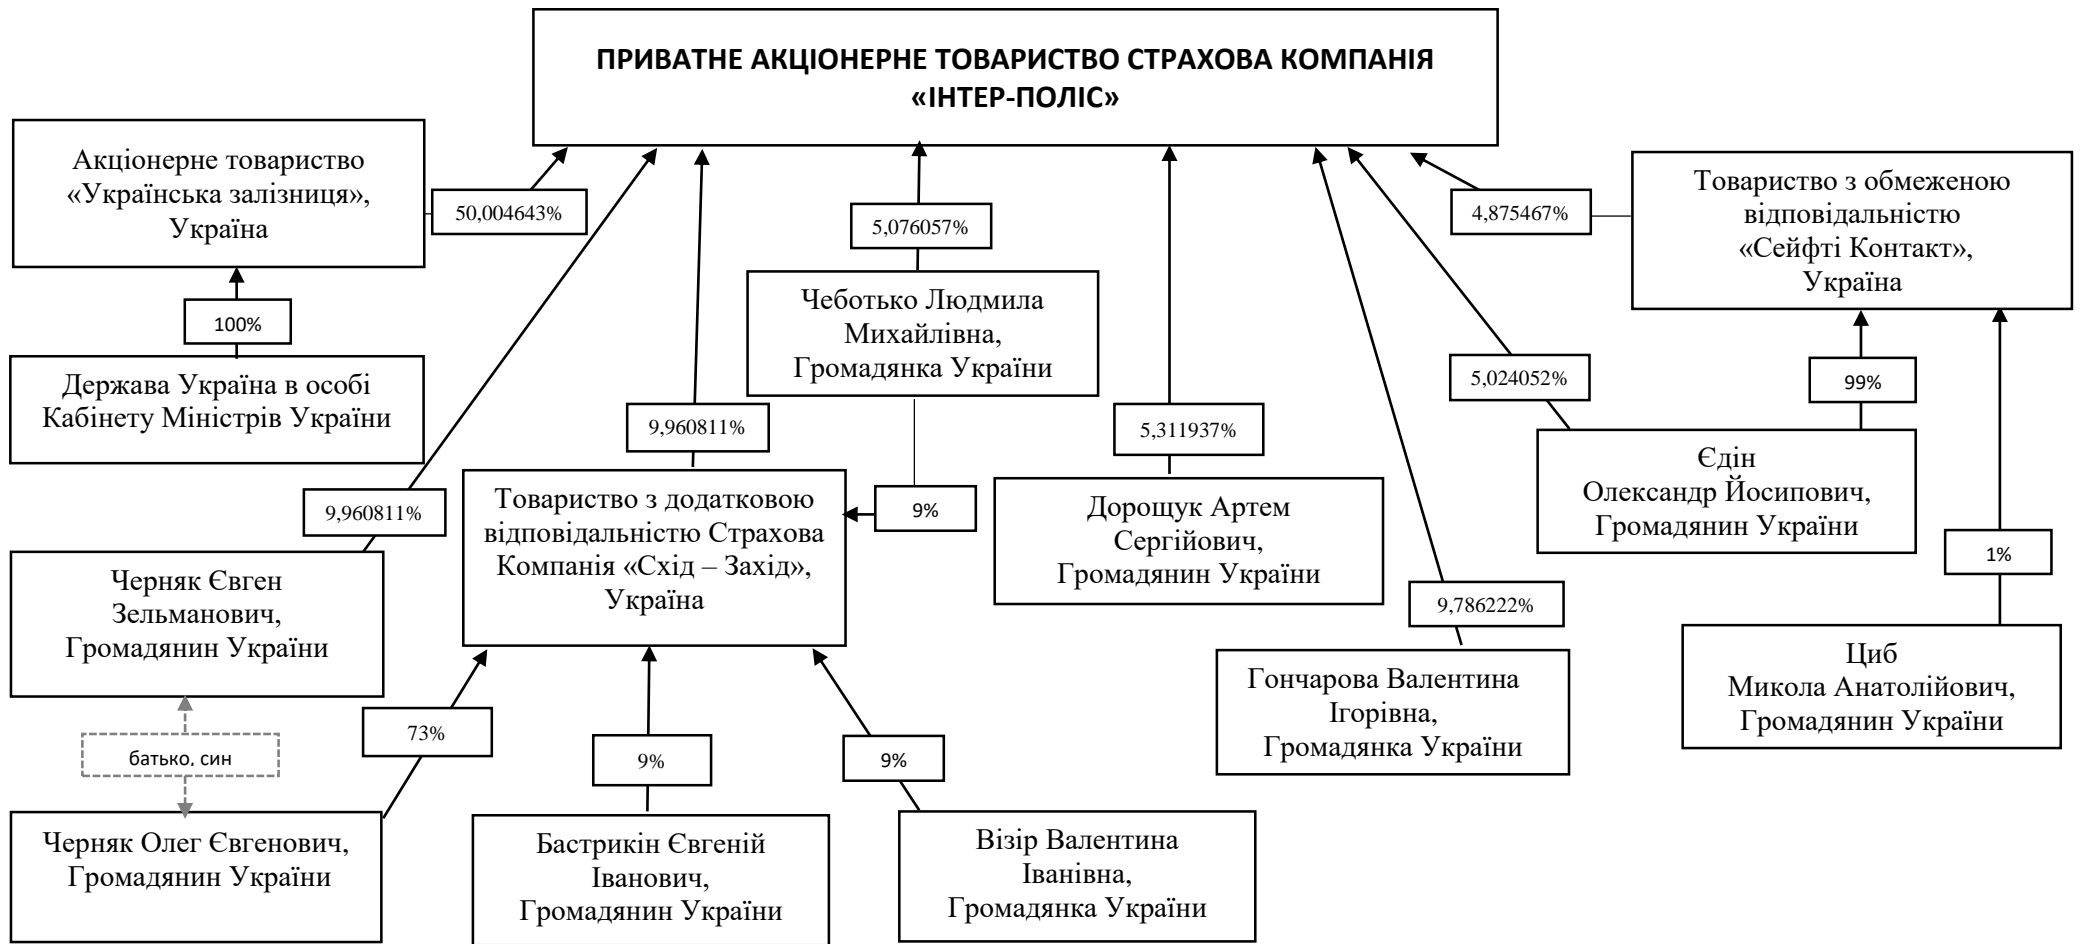 ПРИВАТНЕ АКЦІОНЕРНЕ ТОВАРИСТВО СТРАХОВА КОМПАНІЯ
«ІНТЕР-ПОЛІС»
Акціонерне товариство
«Українська залізниця»,
Україна
50,004643%
100%
Держава Україна в особі
Кабінету Міністрів України
9,960811%
Черняк Євген
Зельманович,
Громадянин України
батько, син
Черняк Олег Євгенович,
Громадянин України
73%
9,960811%
Товариство з додатковою
відповідальністю Страхова
Компанія «Схід – Захід»,
Україна
9%
Бастрикін Євгеній
Іванович,
Громадянин України
9%
Візір Валентина
Іванівна,
Громадянка України
5,076057%
Чеботько Людмила
Михайлівна,
Громадянка України
9%
5,311937%
Дорощук Артем
Сергійович,
Громадянин України
9,786222%
Гончарова Валентина
Ігорівна,
Громадянка України
5,024052%
Єдін
Олександр Йосипович,
Громадянин України
4,875467%
Товариство з обмеженою
відповідальністю
«Сейфті Контакт»,
Україна
99%
1%
Циб
Микола Анатолійович,
Громадянин України